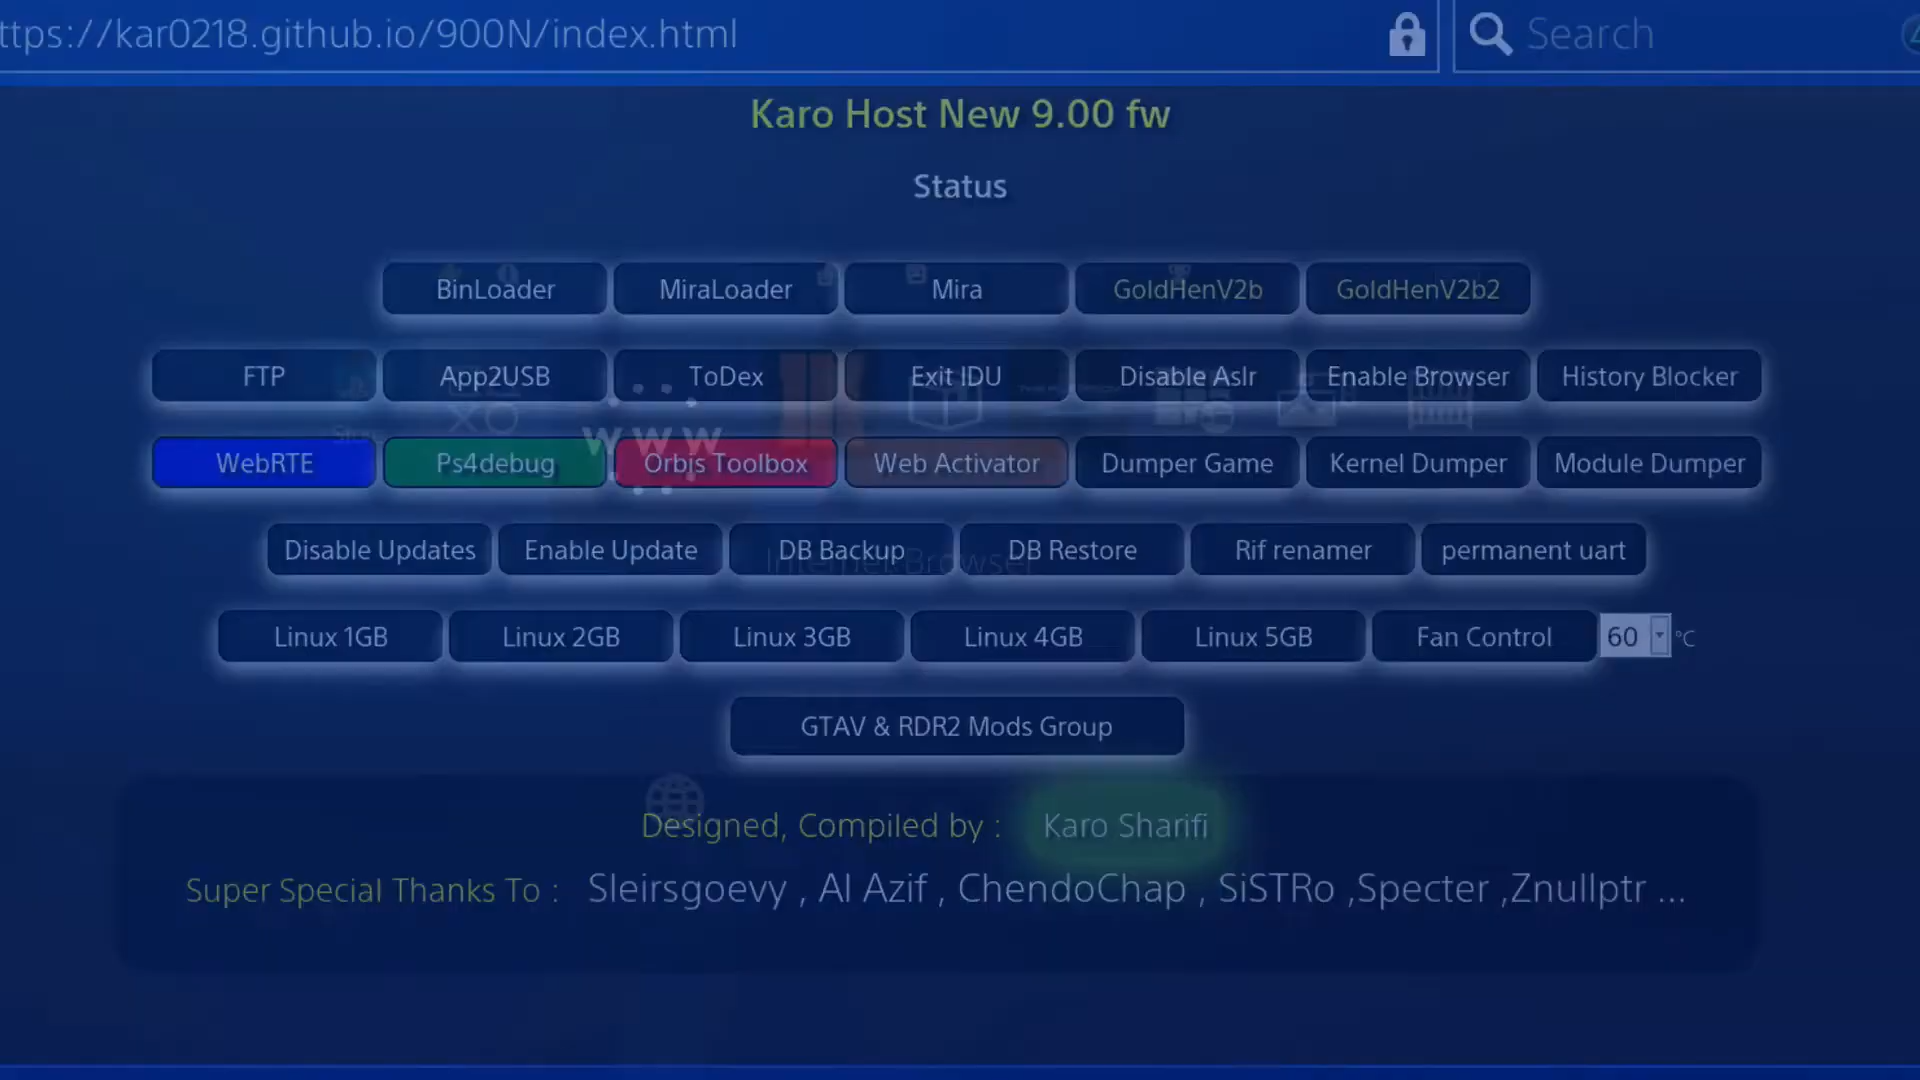 ttps://kar0218.github.io/900N/index.html Search
Karo Host New 9.00 fw
Status
BinLoader MiraLoader Mira GoldHenV2b GoldHenV2b2
FTP App2USB ToDex Exit IDU Disable Aslr Enable Browser History Blocker
www
WebRTE Ps4debug Orbis Toolbox Web Activator Dumper Game Kernel Dumper Module Dumper
Disable Updates Enable Update DB Backup DB Restore Rif renamer permanent uart
Internet Browser
Linux 1GB Linux 2GB Linux 3GB Linux 4GB Linux 5GB Fan Control 60 °C
GTAV & RDR2 Mods Group
Designed, Compiled by : Karo Sharifi
Super Special Thanks To : Sleirsgoevy , Al Azif , ChendoChap , SiSTRo ,Specter ,Znullptr ...